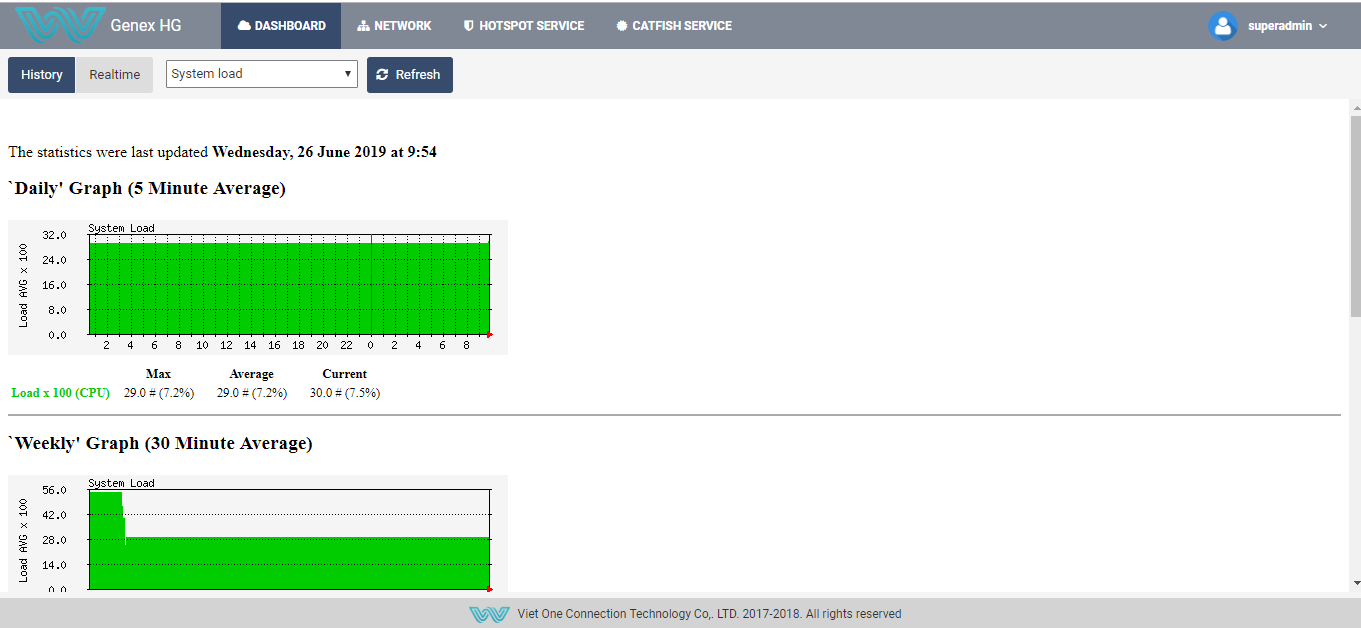 Genex HG DASHBOARD NETWORK HOTSPOT SERVICE CATFISH SERVICE superadmin
History Realtime System load Refresh
The statistics were last updated Wednesday, 26 June 2019 at 9:54
`Daily' Graph (5 Minute Average)
System Load
Load AVG x 100
32.0
24.0
16.0
8.0
0.0
2 4 6 8 10 12 14 16 18 20 22 0 2 4 6 8
Max Average Current
Load x 100 (CPU) 29.0 # (7.2%) 29.0 # (7.2%) 30.0 # (7.5%)
`Weekly' Graph (30 Minute Average)
System Load
Load AVG x 100
56.0
42.0
28.0
14.0
0.0
Viet One Connection Technology Co,. LTD. 2017-2018. All rights reserved